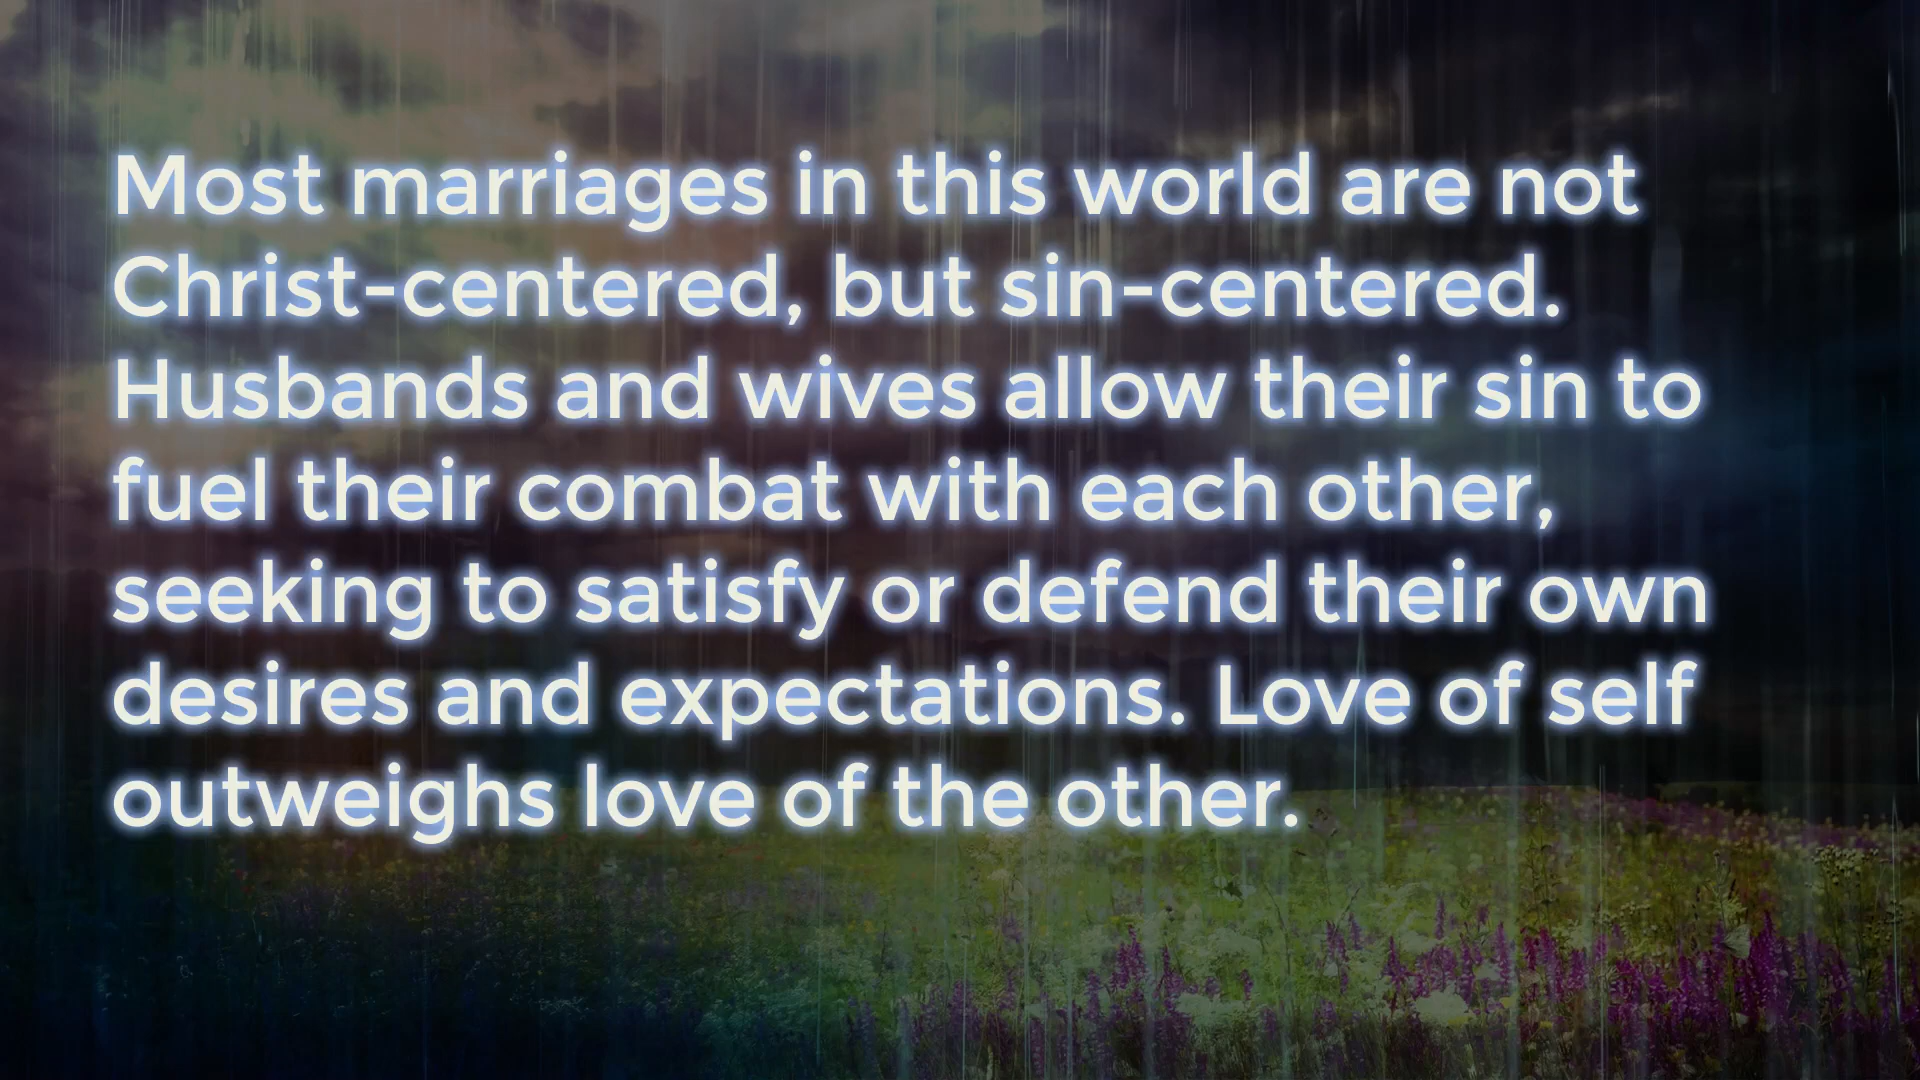 Most marriages in this world are not
Christ-centered, but sin-centered.
Husbands and wives allow their sin to
fuel their combat with each other,
seeking to satisfy or defend their own
desires and expectations. Love of self
outweighs love of the other.